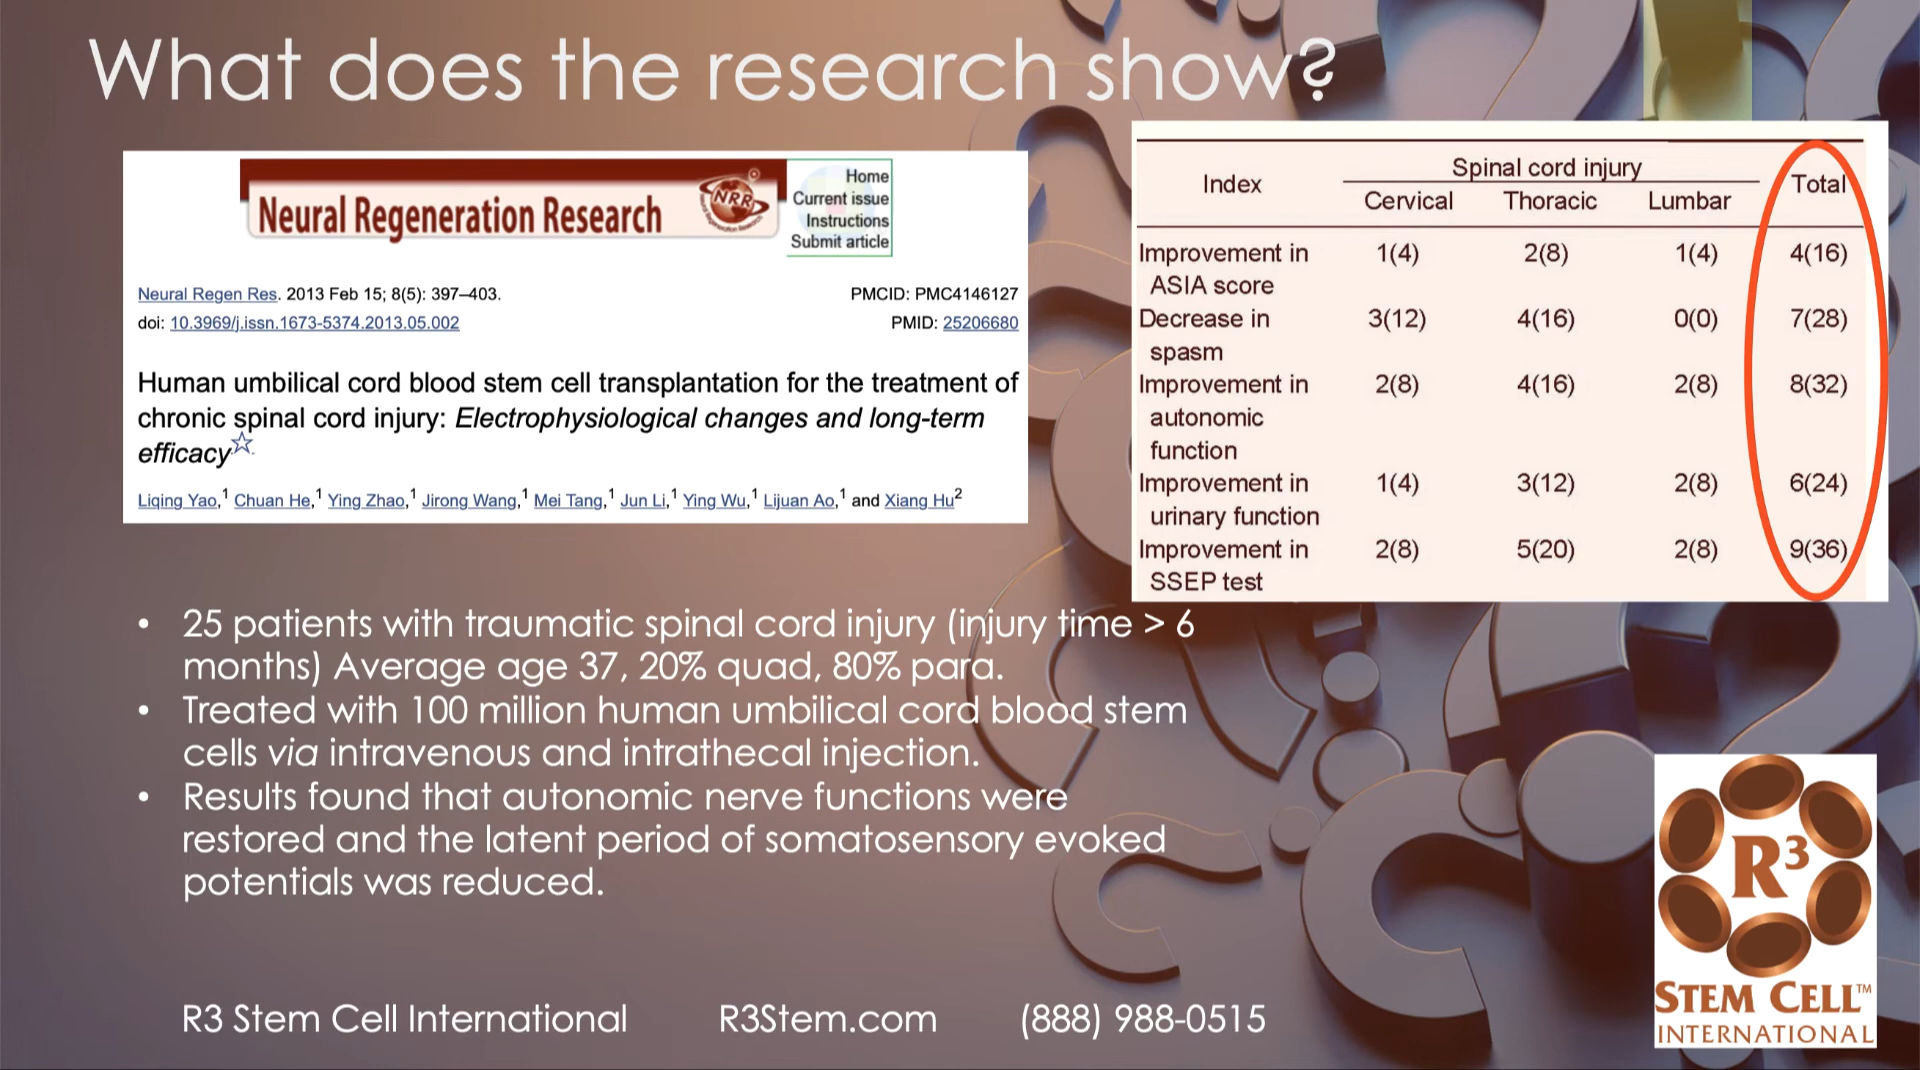 What does the research show?
Neural Regeneration Research
NRR
Home
Current issue
Instructions
Submit article
Neural Regen Res. 2013 Feb 15; 8(5): 397–403.
PMCID: PMC4146127
doi: 10.3969/j.issn.1673-5374.2013.05.002
PMID: 25206680
Human umbilical cord blood stem cell transplantation for the treatment of
chronic spinal cord injury: Electrophysiological changes and long-term
efficacy☆.
Liqing Yao,1 Chuan He,1 Ying Zhao,1 Jirong Wang,1 Mei Tang,1 Jun Li,1 Ying Wu,1 Lijuan Ao,1 and Xiang Hu2
Index Spinal cord injury Total
Cervical Thoracic Lumbar
Improvement in 1(4) 2(8) 1(4) 4(16)
ASIA score
Decrease in 3(12) 4(16) 0(0) 7(28)
spasm
Improvement in 2(8) 4(16) 2(8) 8(32)
autonomic
function
Improvement in 1(4) 3(12) 2(8) 6(24)
urinary function
Improvement in 2(8) 5(20) 2(8) 9(36)
SSEP test
• 25 patients with traumatic spinal cord injury (injury time > 6
months) Average age 37, 20% quad, 80% para.
• Treated with 100 million human umbilical cord blood stem
cells via intravenous and intrathecal injection.
• Results found that autonomic nerve functions were
restored and the latent period of somatosensory evoked
potentials was reduced.
R3 Stem Cell International R3Stem.com (888) 988-0515
R3
STEM CELL™
INTERNATIONAL